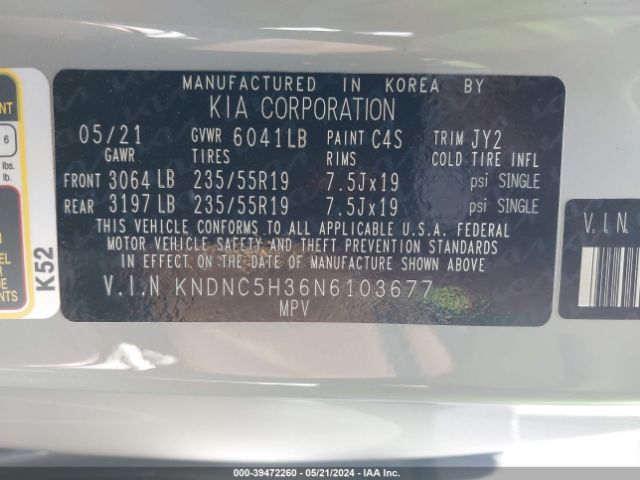 MANUFACTURED IN KOREA BY
KIA CORPORATION
05/21 GVWR 6041LB PAINT C4S TRIM JY2
GAWR TIRES RIMS COLD TIRE INFL
FRONT 3064 LB 235/55R19 7.5Jx19 psi SINGLE
REAR 3197 LB 235/55R19 7.5Jx19 psi SINGLE
THIS VEHICLE CONFORMS TO ALL APPLICABLE U.S.A. FEDERAL
MOTOR VEHICLE SAFETY AND THEFT PREVENTION STANDARDS
IN EFFECT ON THE DATE OF MANUFACTURE SHOWN ABOVE.
V.I.N KNDNC5H36N6103677
MPV
K52
6
lbs.
lb.
V.I.N.
000-39472260 - 05/21/2024 - IAA Inc.